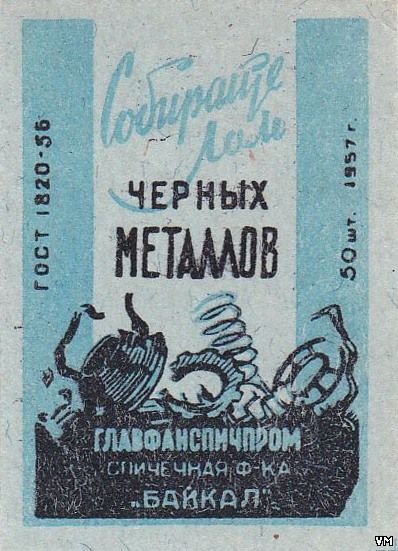 Собирайте
лом
ЧЕРНЫХ
МЕТАЛЛОВ
ГОСТ 1820-56
50 шт. 1957 г.
ГЛАВФАНСПИЧПРОМ
СПИЧЕЧНАЯ Ф-КА
„БАЙКАЛ"
VM